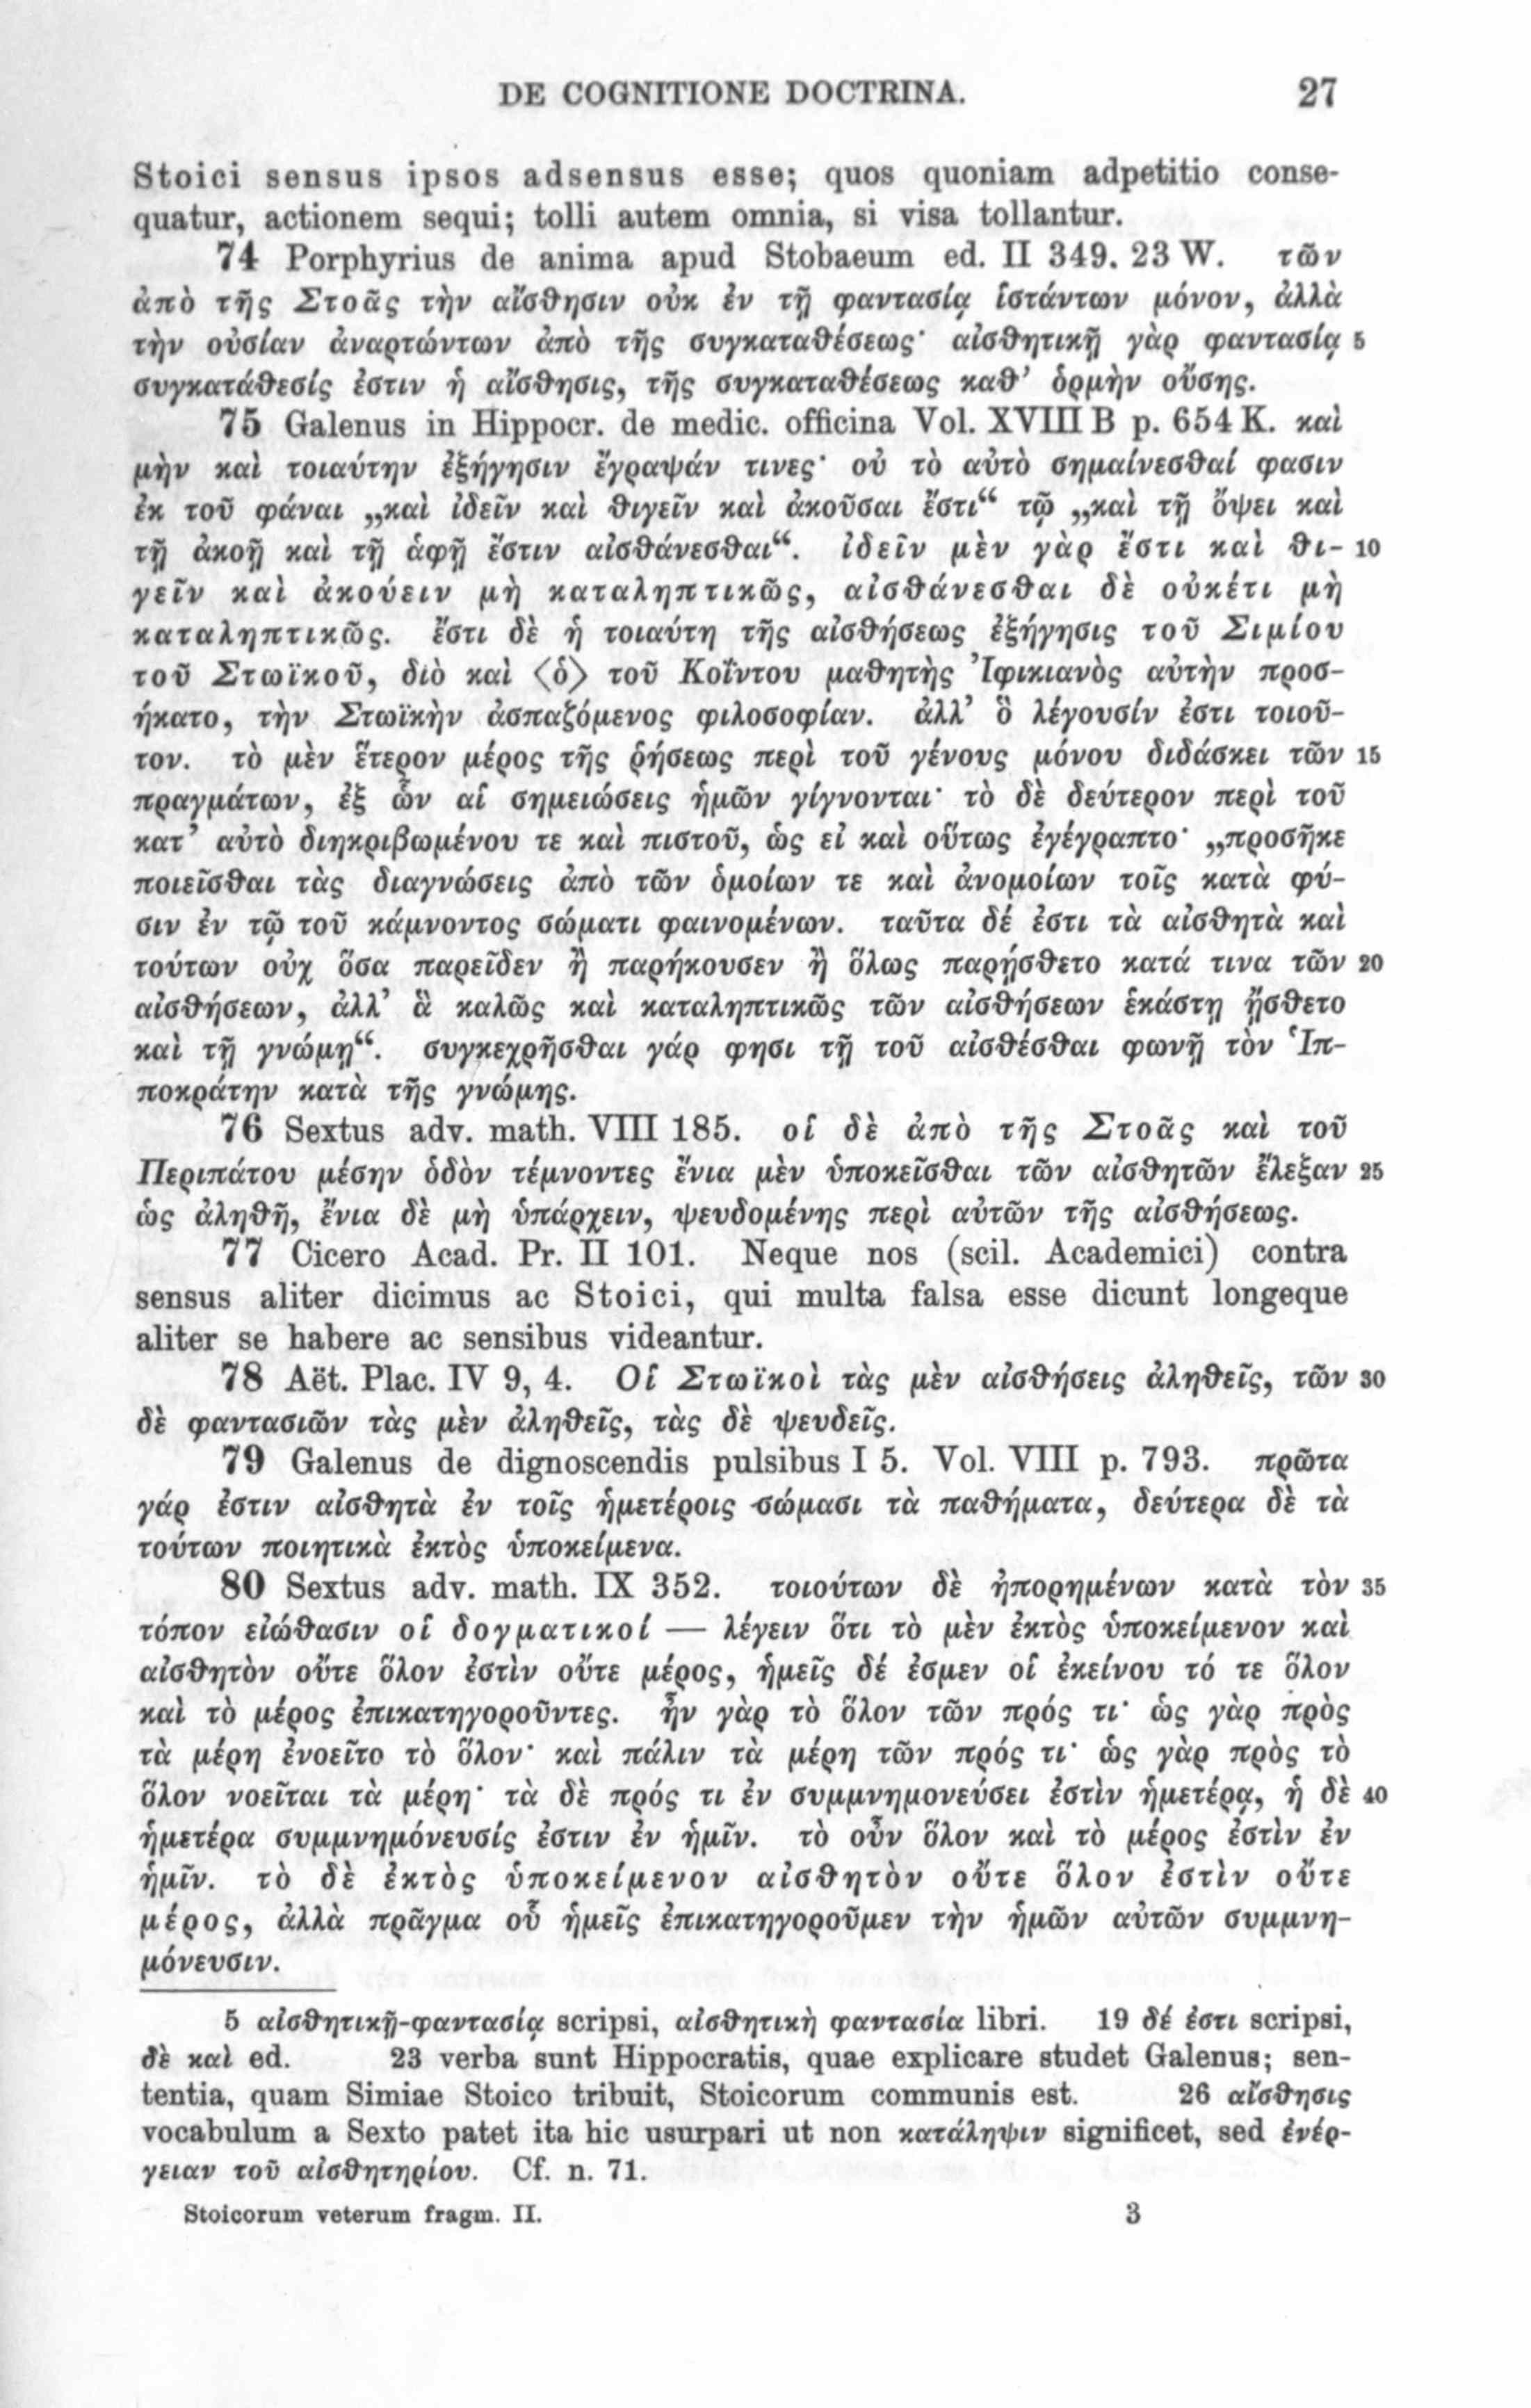 DE COGNITIONE DOCTRINA. 27
Stoici sensus ipsos adsensus esse; quos quoniam adpetitio conse-
quatur, actionem sequi; tolli autem omnia, si visa tollantur.
74 Porphyrius de anima apud Stobaeum ed. II 349. 23 W. τῶν
ἀπὸ τῆς Στοᾶς τὴν αἴσθησιν οὐκ ἐν τῇ φαντασίᾳ ἱστάντων μόνον, ἀλλὰ
τὴν οὐσίαν ἀναρτώντων ἀπὸ τῆς συγκαταθέσεως· αἰσθητικῇ γὰρ φαντασίᾳ 5
συγκατάθεσίς ἐστιν ἡ αἴσθησις, τῆς συγκαταθέσεως καθ’ ὁρμὴν οὔσης.
75 Galenus in Hippocr. de medic. officina Vol. XVIII B p. 654 K. καὶ
μὴν καὶ τοιαύτην ἐξήγησιν ἔγραψάν τινες· οὐ τὸ αὐτὸ σημαίνεσθαί φασιν
ἐκ τοῦ φάναι „καὶ ἰδεῖν καὶ θιγεῖν καὶ ἀκοῦσαι ἔστι“ τῷ „καὶ τῇ ὄψει καὶ
τῇ ἀκοῇ καὶ τῇ ἁφῇ ἔστιν αἰσθάνεσθαι“. ἰδεῖν μὲν γὰρ ἔστι καὶ θι- 10
γεῖν καὶ ἀκούειν μὴ καταληπτικῶς, αἰσθάνεσθαι δὲ οὐκέτι μὴ
καταληπτικῶς. ἔστι δὲ ἡ τοιαύτη τῆς αἰσθήσεως ἐξήγησις τοῦ Σιμίου
τοῦ Στωϊκοῦ, διὸ καὶ ⟨ὁ⟩ τοῦ Κοΐντου μαθητὴς Ἰφικιανὸς αὐτὴν προσ-
ήκατο, τὴν Στωϊκὴν ἀσπαζόμενος φιλοσοφίαν. ἀλλ’ ὃ λέγουσίν ἐστι τοιοῦ-
τον. τὸ μὲν ἕτερον μέρος τῆς ῥήσεως περὶ τοῦ γένους μόνου διδάσκει τῶν 15
πραγμάτων, ἐξ ὧν αἱ σημειώσεις ἡμῶν γίγνονται· τὸ δὲ δεύτερον περὶ τοῦ
κατ’ αὐτὸ διηκριβωμένου τε καὶ πιστοῦ, ὡς εἰ καὶ οὕτως ἐγέγραπτο· „προσῆκε
ποιεῖσθαι τὰς διαγνώσεις ἀπὸ τῶν ὁμοίων τε καὶ ἀνομοίων τοῖς κατὰ φύ-
σιν ἐν τῷ τοῦ κάμνοντος σώματι φαινομένων. ταῦτα δέ ἐστι τὰ αἰσθητὰ καὶ
τούτων οὐχ ὅσα παρεῖδεν ἢ παρήκουσεν ἢ ὅλως παρῄσθετο κατά τινα τῶν 20
αἰσθήσεων, ἀλλ’ ἃ καλῶς καὶ καταληπτικῶς τῶν αἰσθήσεων ἑκάστῃ ᾔσθετο
καὶ τῇ γνώμῃ“. συγκεχρῆσθαι γάρ φησι τῇ τοῦ αἰσθέσθαι φωνῇ τὸν Ἱπ-
ποκράτην κατὰ τῆς γνώμης.
76 Sextus adv. math. VIII 185. οἱ δὲ ἀπὸ τῆς Στοᾶς καὶ τοῦ
Περιπάτου μέσην ὁδὸν τέμνοντες ἔνια μὲν ὑποκεῖσθαι τῶν αἰσθητῶν ἔλεξαν 25
ὡς ἀληθῆ, ἔνια δὲ μὴ ὑπάρχειν, ψευδομένης περὶ αὐτῶν τῆς αἰσθήσεως.
77 Cicero Acad. Pr. II 101. Neque nos (scil. Academici) contra
sensus aliter dicimus ac Stoici, qui multa falsa esse dicunt longeque
aliter se habere ac sensibus videantur.
78 Aët. Plac. IV 9, 4. Οἱ Στωϊκοὶ τὰς μὲν αἰσθήσεις ἀληθεῖς, τῶν 30
δὲ φαντασιῶν τὰς μὲν ἀληθεῖς, τὰς δὲ ψευδεῖς.
79 Galenus de dignoscendis pulsibus I 5. Vol. VIII p. 793. πρῶτα
γάρ ἐστιν αἰσθητὰ ἐν τοῖς ἡμετέροις σώμασι τὰ παθήματα, δεύτερα δὲ τὰ
τούτων ποιητικὰ ἐκτὸς ὑποκείμενα.
80 Sextus adv. math. IX 352. τοιούτων δὲ ἠπορημένων κατὰ τὸν 35
τόπον εἰώθασιν οἱ δογματικοί — λέγειν ὅτι τὸ μὲν ἐκτὸς ὑποκείμενον καὶ
αἰσθητὸν οὔτε ὅλον ἐστὶν οὔτε μέρος, ἡμεῖς δέ ἐσμεν οἱ ἐκείνου τό τε ὅλον
καὶ τὸ μέρος ἐπικατηγοροῦντες. ἦν γὰρ τὸ ὅλον τῶν πρός τι· ὡς γὰρ πρὸς
τὰ μέρη ἐνοεῖτο τὸ ὅλον· καὶ πάλιν τὰ μέρη τῶν πρός τι· ὡς γὰρ πρὸς τὸ
ὅλον νοεῖται τὰ μέρη· τὰ δὲ πρός τι ἐν συμμνημονεύσει ἐστὶν ἡμετέρᾳ, ἡ δὲ 40
ἡμετέρα συμμνημόνευσίς ἐστιν ἐν ἡμῖν. τὸ οὖν ὅλον καὶ τὸ μέρος ἐστὶν ἐν
ἡμῖν. τὸ δὲ ἐκτὸς ὑποκείμενον αἰσθητὸν οὔτε ὅλον ἐστὶν οὔτε
μέρος, ἀλλὰ πρᾶγμα οὗ ἡμεῖς ἐπικατηγοροῦμεν τὴν ἡμῶν αὐτῶν συμμνη-
μόνευσιν.
5 αἰσθητικῇ-φαντασίᾳ scripsi, αἰσθητικὴ φαντασία libri. 19 δέ ἐστι scripsi,
δὲ καὶ ed. 23 verba sunt Hippocratis, quae explicare studet Galenus; sen-
tentia, quam Simiae Stoico tribuit, Stoicorum communis est. 26 αἴσθησις
vocabulum a Sexto patet ita hic usurpari ut non κατάληψιν significet, sed ἐνέρ-
γειαν τοῦ αἰσθητηρίου. Cf. n. 71.
Stoicorum veterum fragm. II. 3